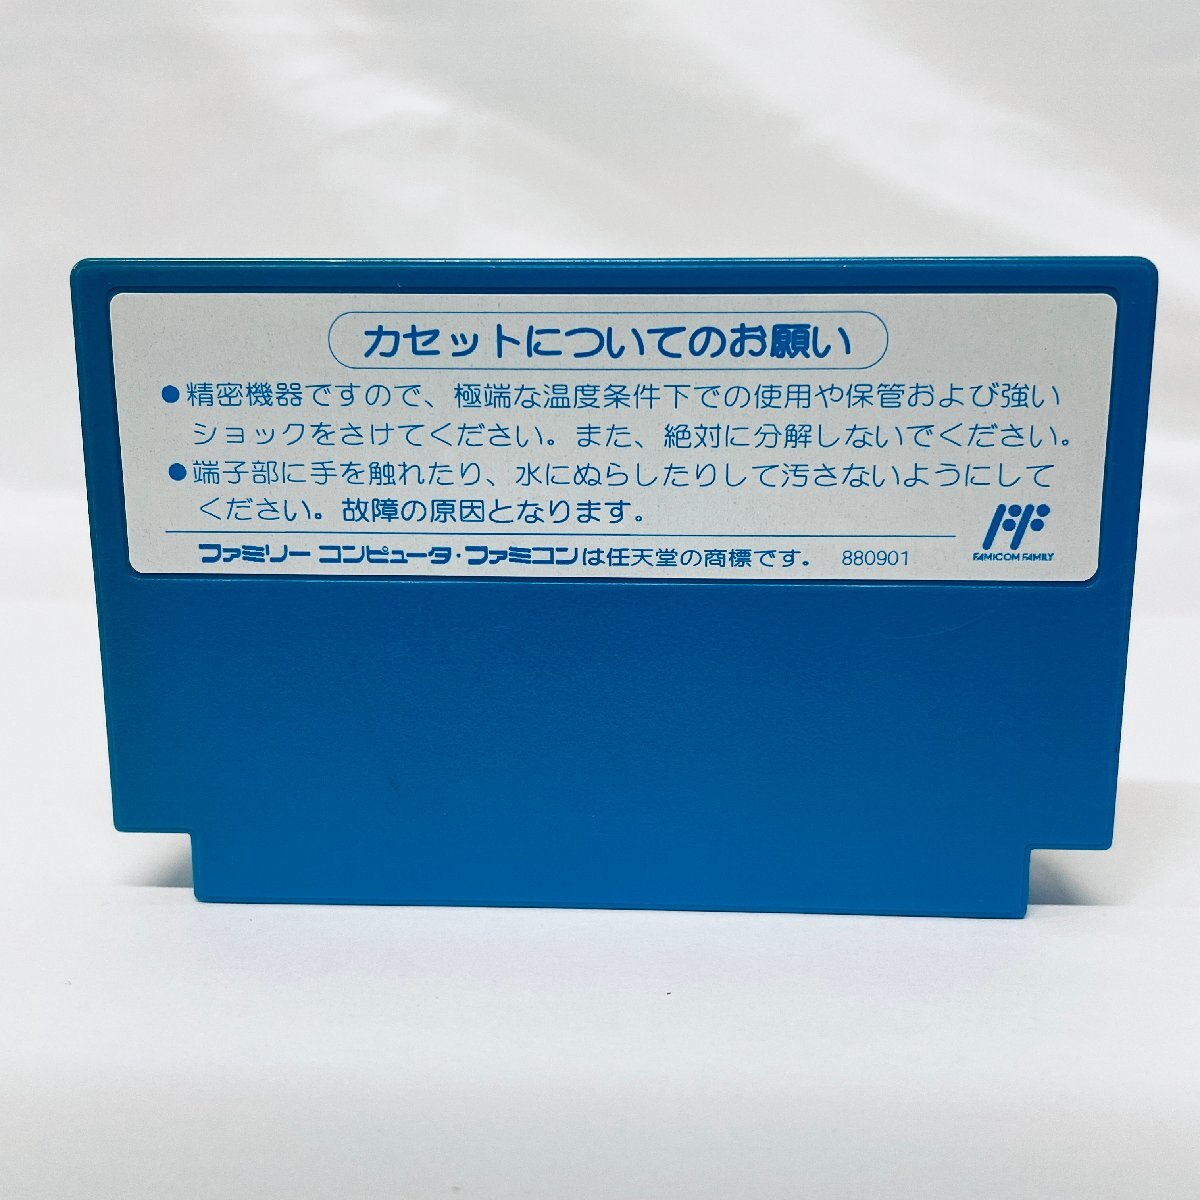 カセットについてのお願い
●精密機器ですので、極端な温度条件下での使用や保管および強い
ショックをさけてください。また、絶対に分解しないでください。
●端子部に手を触れたり、水にぬらしたりして汚さないようにして
ください。故障の原因となります。
FF
FAMICOM FAMILY
ファミリー コンピュータ・ファミコンは任天堂の商標です。 880901